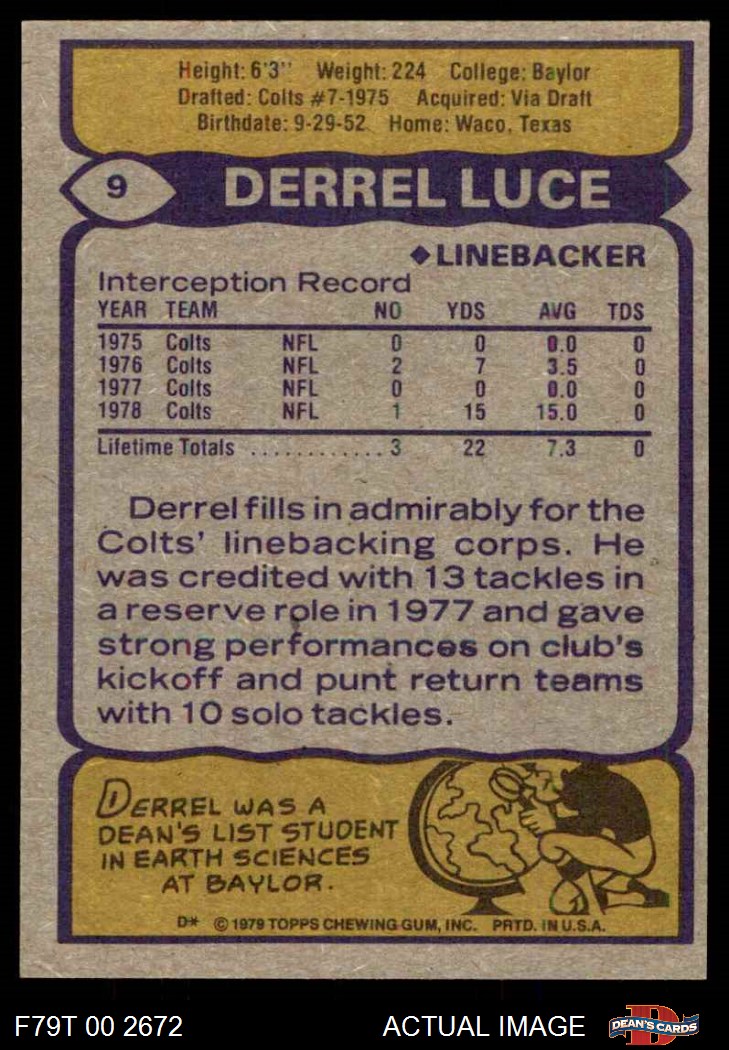 Height: 6'3" Weight: 224 College: Baylor
Drafted: Colts #7-1975 Acquired: Via Draft
Birthdate: 9-29-52 Home: Waco, Texas
9 DERREL LUCE
◆LINEBACKER
Interception Record
YEAR TEAM NO YDS AVG TDS
1975 Colts NFL 0 0 0.0 0
1976 Colts NFL 2 7 3.5 0
1977 Colts NFL 0 0 0.0 0
1978 Colts NFL 1 15 15.0 0
Lifetime Totals ............ 3 22 7.3 0
Derrel fills in admirably for the
Colts' linebacking corps. He
was credited with 13 tackles in
a reserve role in 1977 and gave
strong performances on club's
kickoff and punt return teams
with 10 solo tackles.
DERREL WAS A
DEAN'S LIST STUDENT
IN EARTH SCIENCES
AT BAYLOR.
D* © 1979 TOPPS CHEWING GUM, INC. PRTD. IN U.S.A.
F79T 00 2672 ACTUAL IMAGE D DEAN'S CARDS